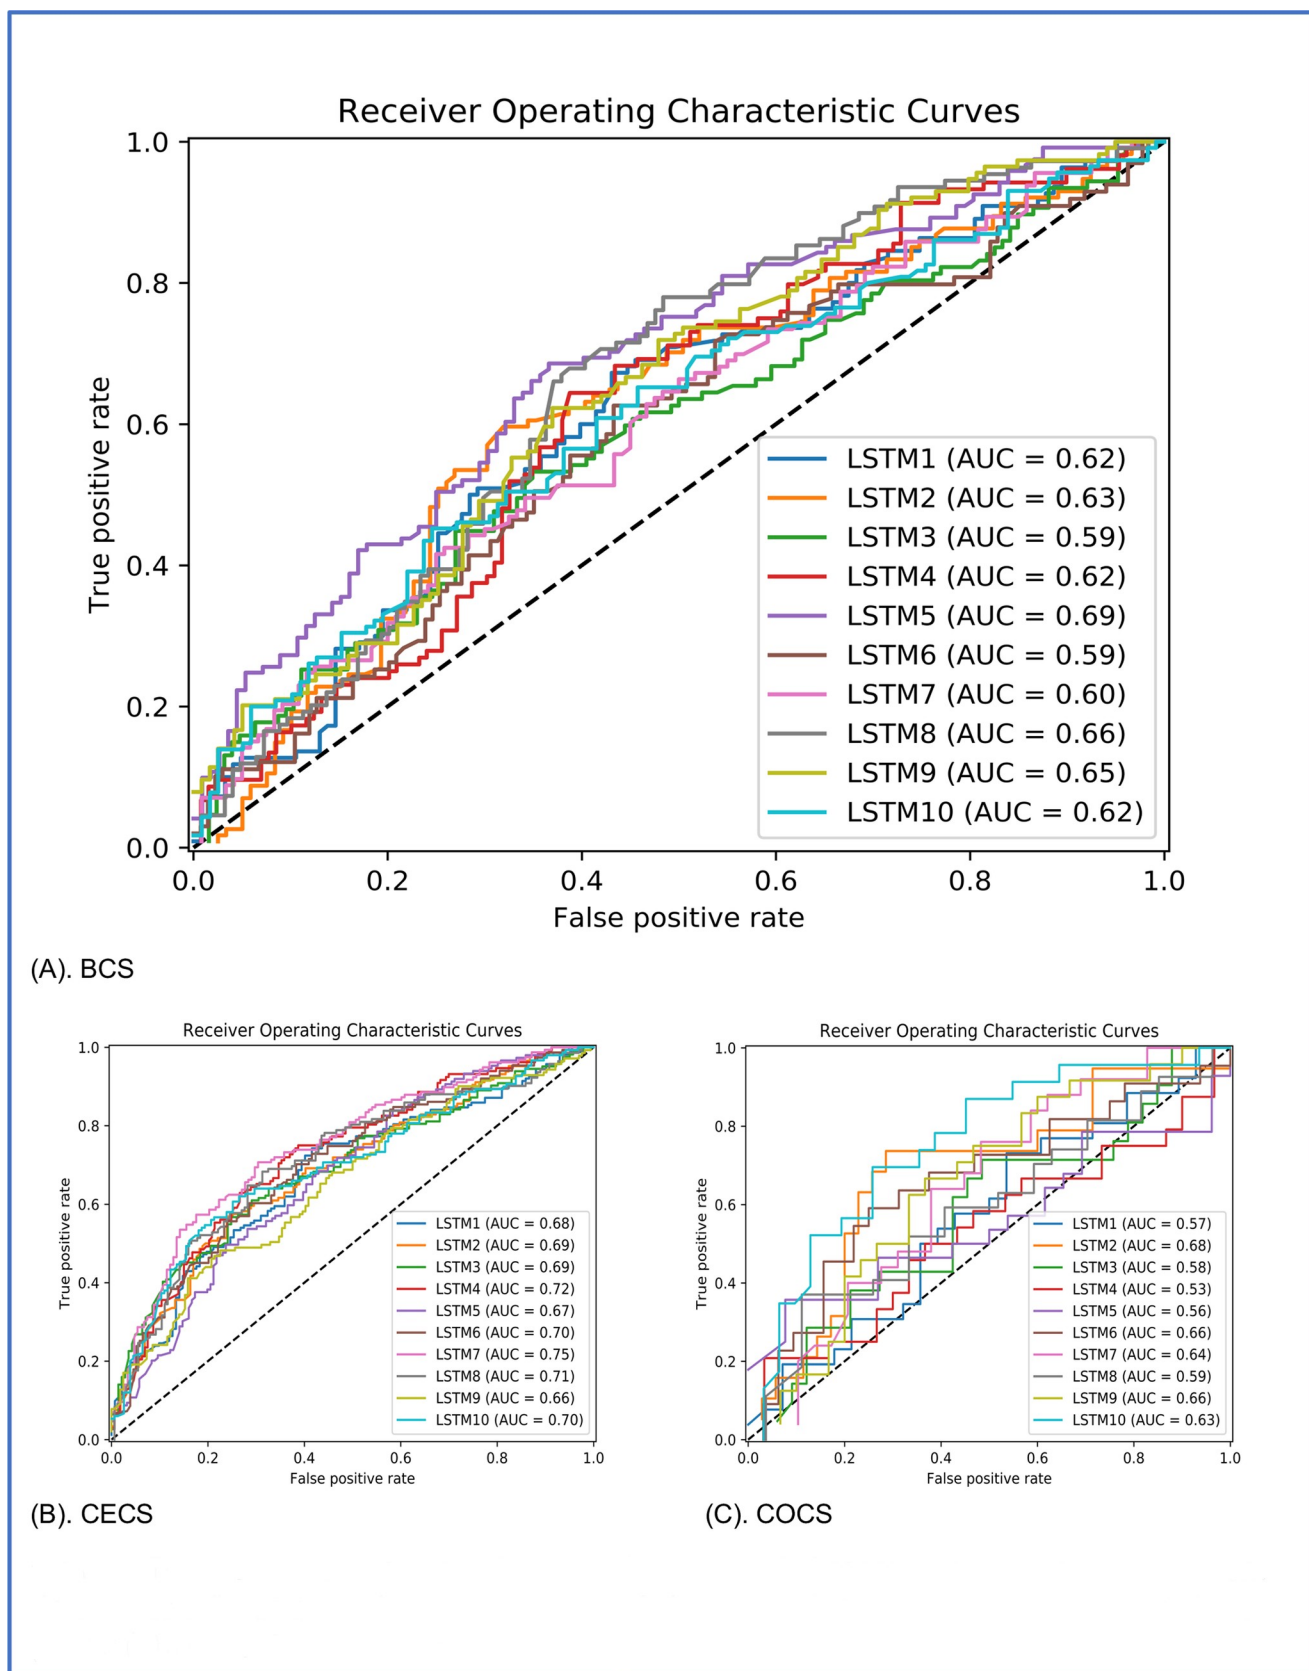 Receiver Operating Characteristic Curves
1.0
0.8
0.6
0.4
0.2
0.0
True positive rate
LSTM1 (AUC = 0.62)
LSTM2 (AUC = 0.63)
LSTM3 (AUC = 0.59)
LSTM4 (AUC = 0.62)
LSTM5 (AUC = 0.69)
LSTM6 (AUC = 0.59)
LSTM7 (AUC = 0.60)
LSTM8 (AUC = 0.66)
LSTM9 (AUC = 0.65)
LSTM10 (AUC = 0.62)
0.0 0.2 0.4 0.6 0.8 1.0
False positive rate
(A). BCS
Receiver Operating Characteristic Curves
1.0
0.8
0.6
0.4
0.2
0.0
True positive rate
LSTM1 (AUC = 0.68)
LSTM2 (AUC = 0.69)
LSTM3 (AUC = 0.69)
LSTM4 (AUC = 0.72)
LSTM5 (AUC = 0.67)
LSTM6 (AUC = 0.70)
LSTM7 (AUC = 0.75)
LSTM8 (AUC = 0.71)
LSTM9 (AUC = 0.66)
LSTM10 (AUC = 0.70)
0.0 0.2 0.4 0.6 0.8 1.0
False positive rate
(B). CECS
Receiver Operating Characteristic Curves
1.0
0.8
0.6
0.4
0.2
0.0
True positive rate
LSTM1 (AUC = 0.57)
LSTM2 (AUC = 0.68)
LSTM3 (AUC = 0.58)
LSTM4 (AUC = 0.53)
LSTM5 (AUC = 0.56)
LSTM6 (AUC = 0.66)
LSTM7 (AUC = 0.64)
LSTM8 (AUC = 0.59)
LSTM9 (AUC = 0.66)
LSTM10 (AUC = 0.63)
0.0 0.2 0.4 0.6 0.8 1.0
False positive rate
(C). COCS